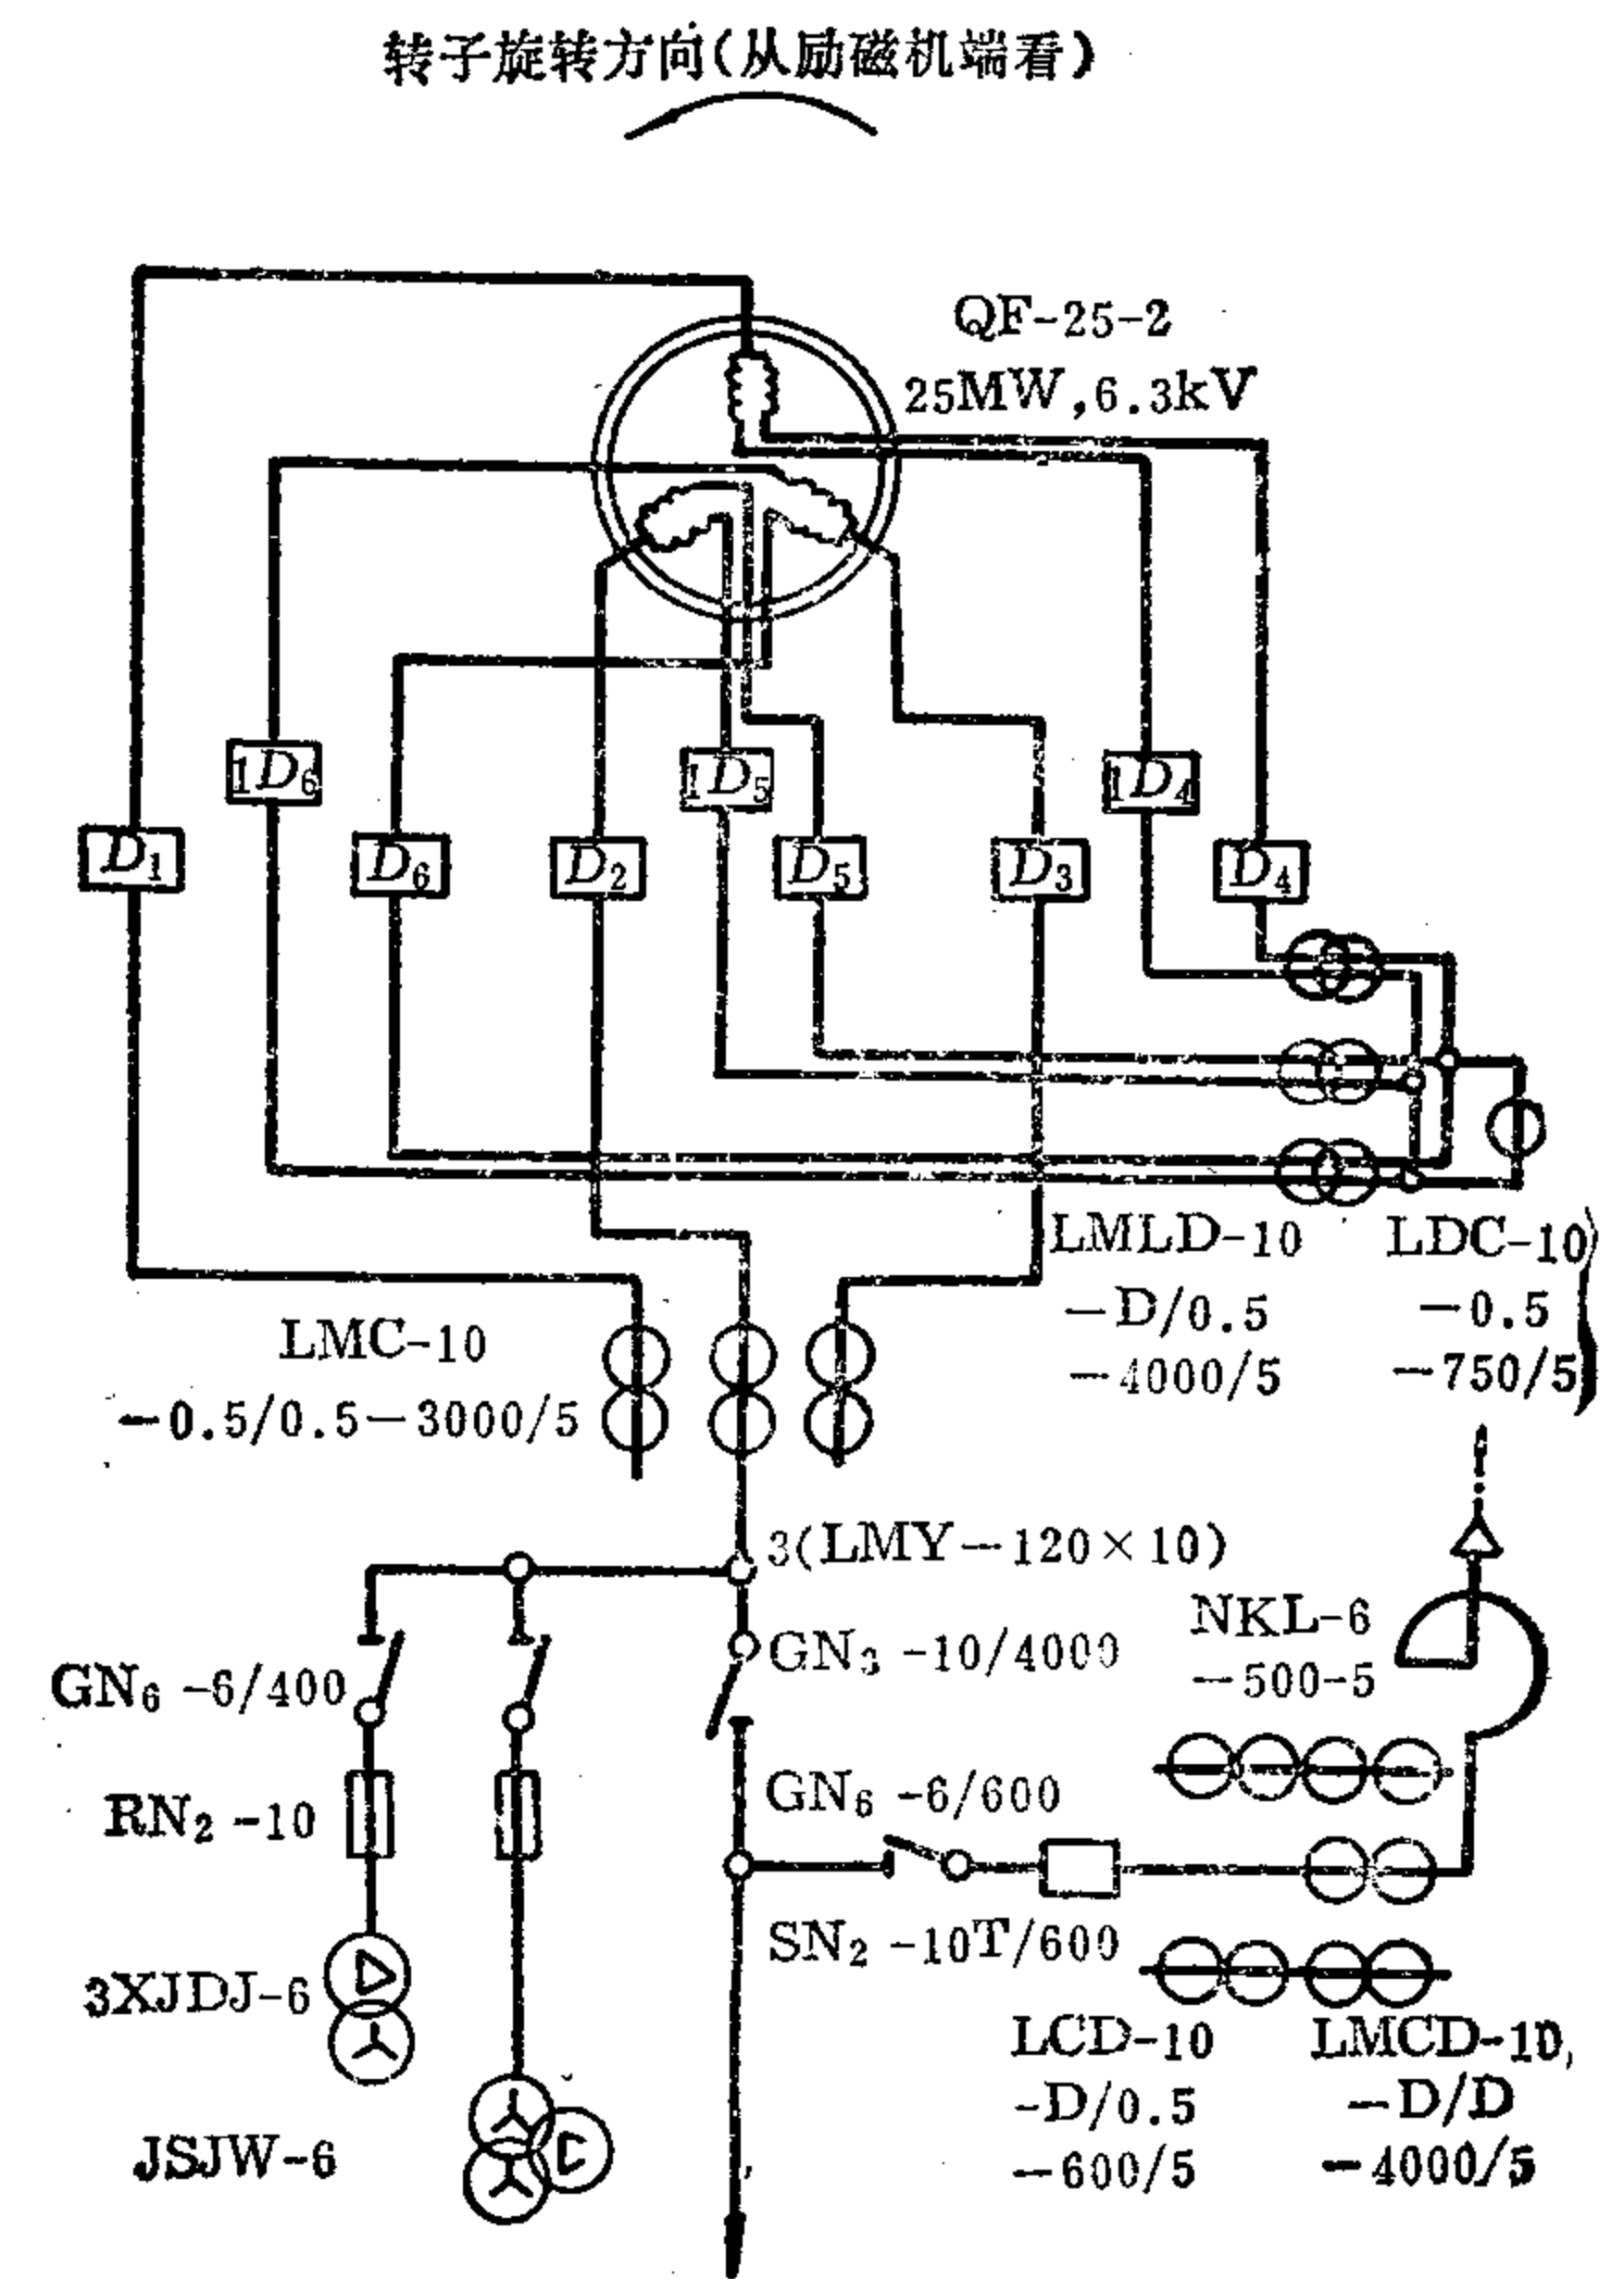 转子旋转方向(从励磁机端看)
QF-25-2
25MW,6.3kV
1D6
1D5
1D4
D1
D6
D2
D5
D3
D4
LMLD-10
-D/0.5
-4000/5
LDC-10
-0.5
-750/5
LMC-10
-0.5/0.5-3000/5
3(LMY-120×10)
GN3 -10/4000
NKL-6
-500-5
GN6 -6/400
GN6 -6/600
RN2 -10
SN2 -10T/600
3XJDJ-6
LCD-10
-D/0.5
-600/5
LMCD-10,
-D/D
-4000/5
JSJW-6